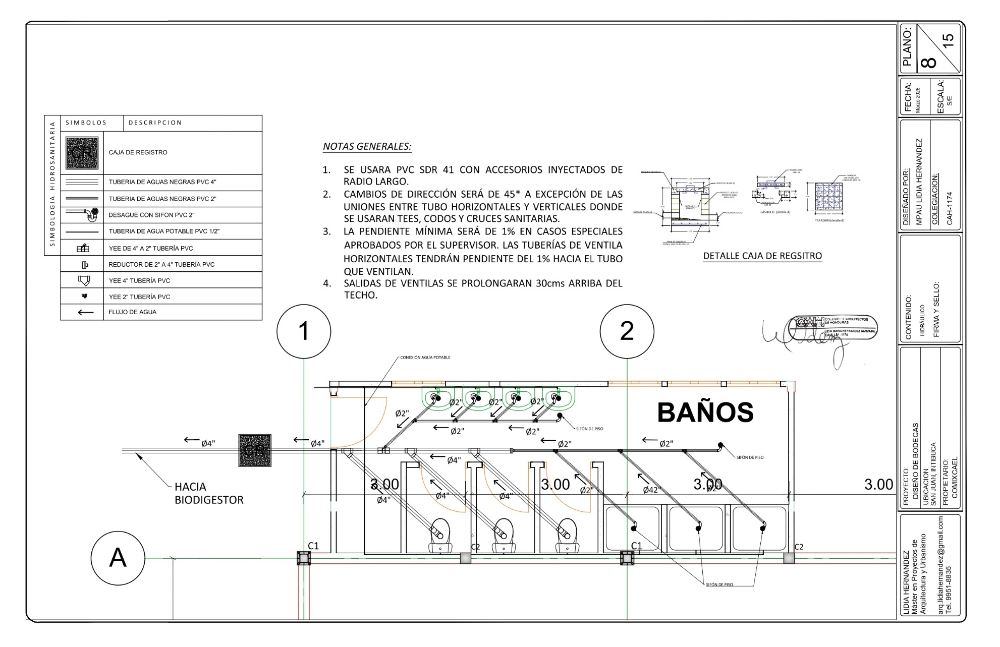 SIMBOLOGIA HIDROSANITARIA
SIMBOLOS
DESCRIPCION
CR
CAJA DE REGISTRO
TUBERIA DE AGUAS NEGRAS PVC 4"
TUBERIA DE AGUAS NEGRAS PVC 2"
DESAGUE CON SIFON PVC 2"
TUBERIA DE AGUA POTABLE PVC 1/2"
YEE DE 4" A 2" TUBERÍA PVC
REDUCTOR DE 2" A 4" TUBERÍA PVC
YEE 4" TUBERÍA PVC
YEE 2" TUBERÍA PVC
FLUJO DE AGUA
NOTAS GENERALES:
1. SE USARA PVC SDR 41 CON ACCESORIOS INYECTADOS DE
RADIO LARGO.
2. CAMBIOS DE DIRECCIÓN SERÁ DE 45* A EXCEPCIÓN DE LAS
UNIONES ENTRE TUBO HORIZONTALES Y VERTICALES DONDE
SE USARAN TEES, CODOS Y CRUCES SANITARIAS.
3. LA PENDIENTE MÍNIMA SERÁ DE 1% EN CASOS ESPECIALES
APROBADOS POR EL SUPERVISOR. LAS TUBERÍAS DE VENTILA
HORIZONTALES TENDRÁN PENDIENTE DEL 1% HACIA EL TUBO
QUE VENTILAN.
4. SALIDAS DE VENTILAS SE PROLONGARAN 30cms ARRIBA DEL
TECHO.
CASQUETE (detalle A)
TAPADERA(detalle B)
DETALLE CAJA DE REGSITRO
COLEGIO DE ARQUITECTOS
DE HONDURAS
LIDIA MARIA HERNANDEZ CARVAJAL
1174
1
2
CONEXIÓN AGUA POTABLE
BAÑOS
Ø2"
Ø2"
Ø2"
Ø2"
Ø2"
Ø2"
SIFÓN DE PISO
Ø4"
Ø4"
CR
Ø2"
Ø2"
SIFÓN DE PISO
Ø4"
HACIA
BIODIGESTOR
3.00
3.00
3.00
3.00
Ø4"
Ø4"
Ø4"
Ø2"
Ø42"
Ø2"
A
C1
C2
C1
C2
SIFÓN DE PISO
PLANO:
8
15
FECHA:
Marzo 2026
ESCALA:
S/E
DISEÑADO POR:
MPAU LIDIA HERNANDEZ
COLEGIACION:
CAH-1174
CONTENIDO:
HIDRÁULICO
FIRMA Y SELLO:
PROYECTO:
DISEÑO DE BODEGAS
UBICACION:
SAN JUAN, INTIBUCA
PROPIETARIO:
COMIXCAEL
LIDIA HERNANDEZ
Máster en Proyectos de
Arquitectura y Urbanismo
arq.lidiahernandez@gmail.com
Tel. 9951-8835